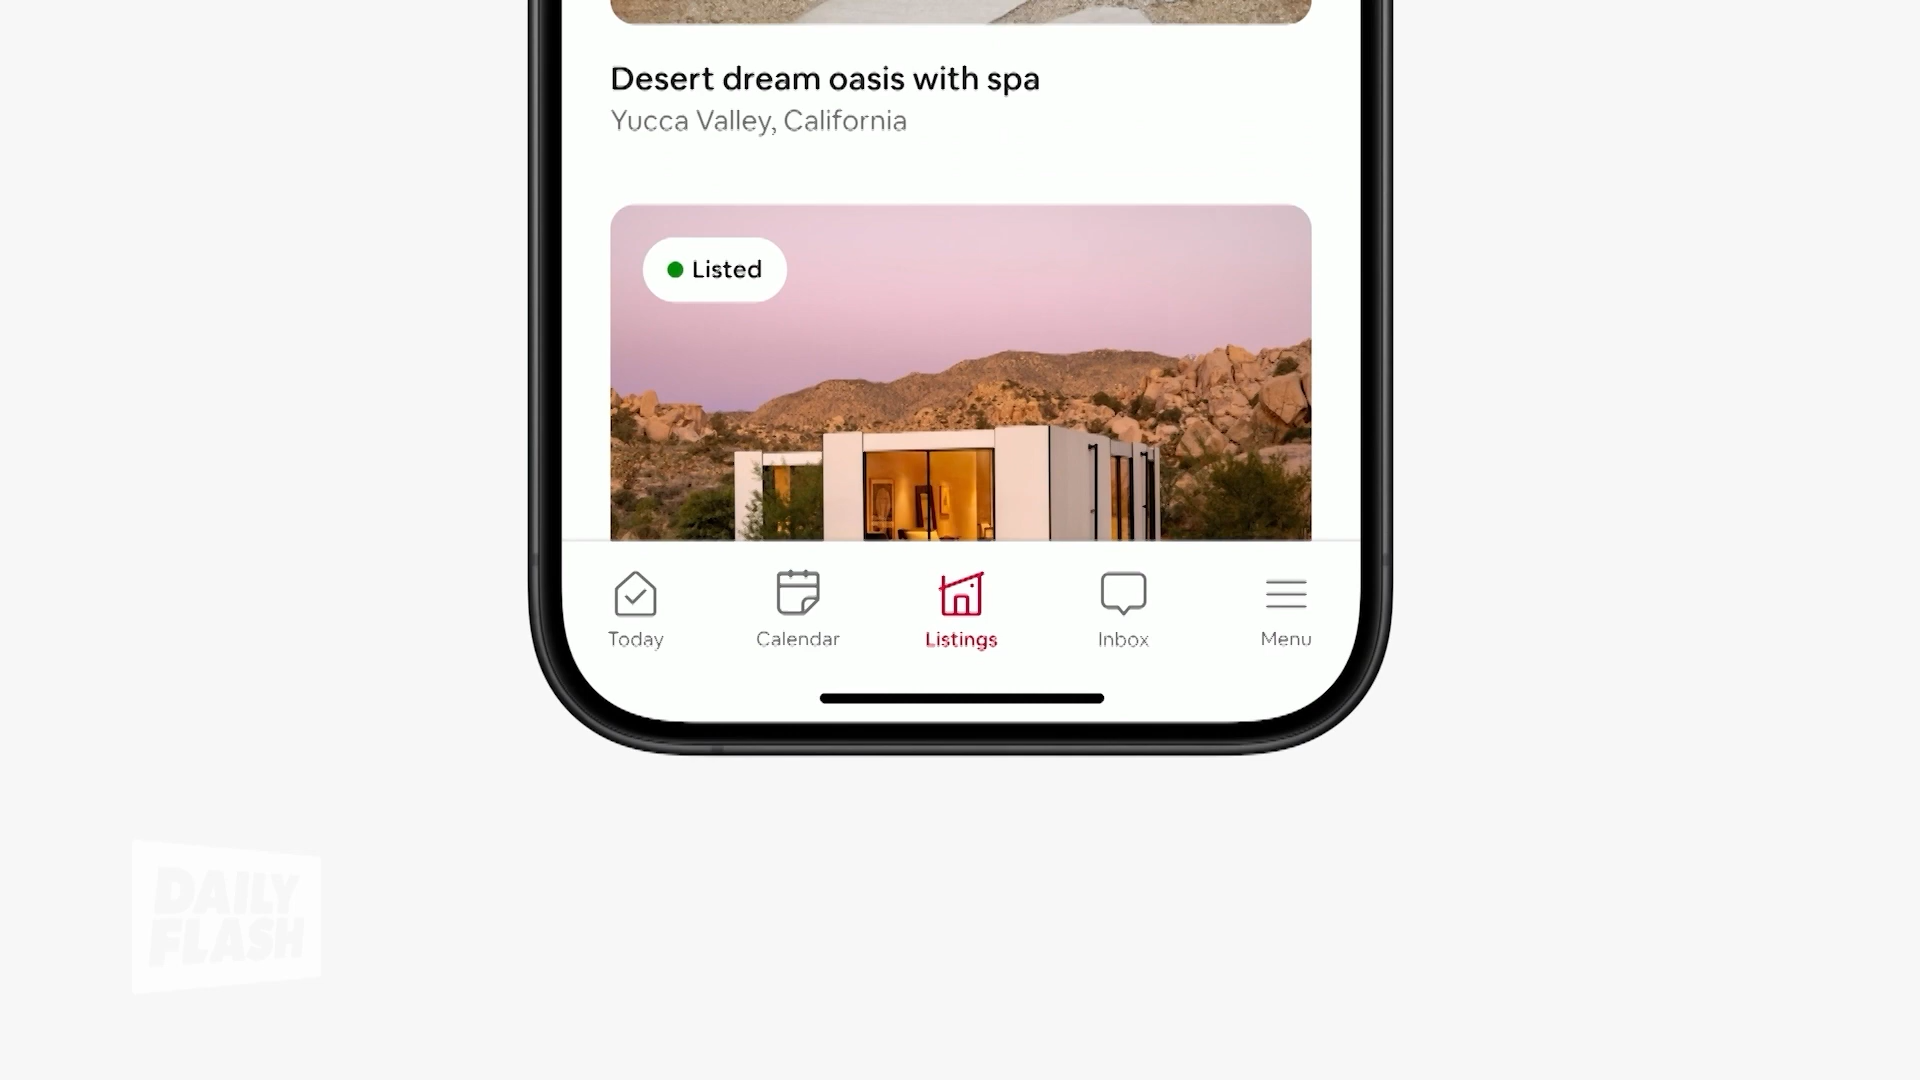 Desert dream oasis with spa
Yucca Valley, California
Listed
Today
Calendar
Listings
Inbox
Menu
DAILY
FLASH